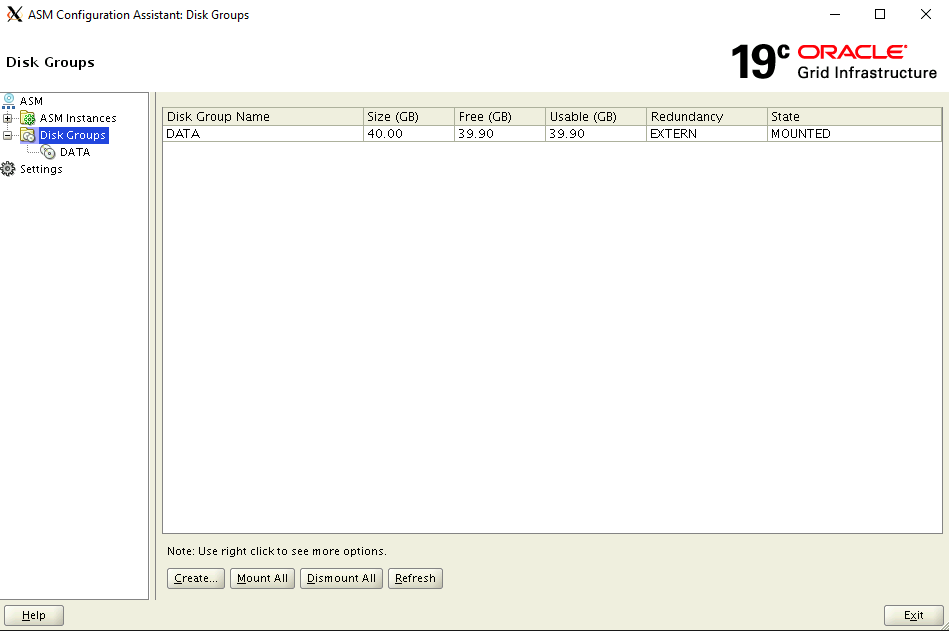 ASM Configuration Assistant: Disk Groups
Disk Groups
19c ORACLE
Grid Infrastructure
ASM
ASM Instances
Disk Groups
DATA
Settings
Disk Group Name Size (GB) Free (GB) Usable (GB) Redundancy State
DATA 40.00 39.90 39.90 EXTERN MOUNTED
Note: Use right click to see more options.
Create... Mount All Dismount All Refresh
Help Exit